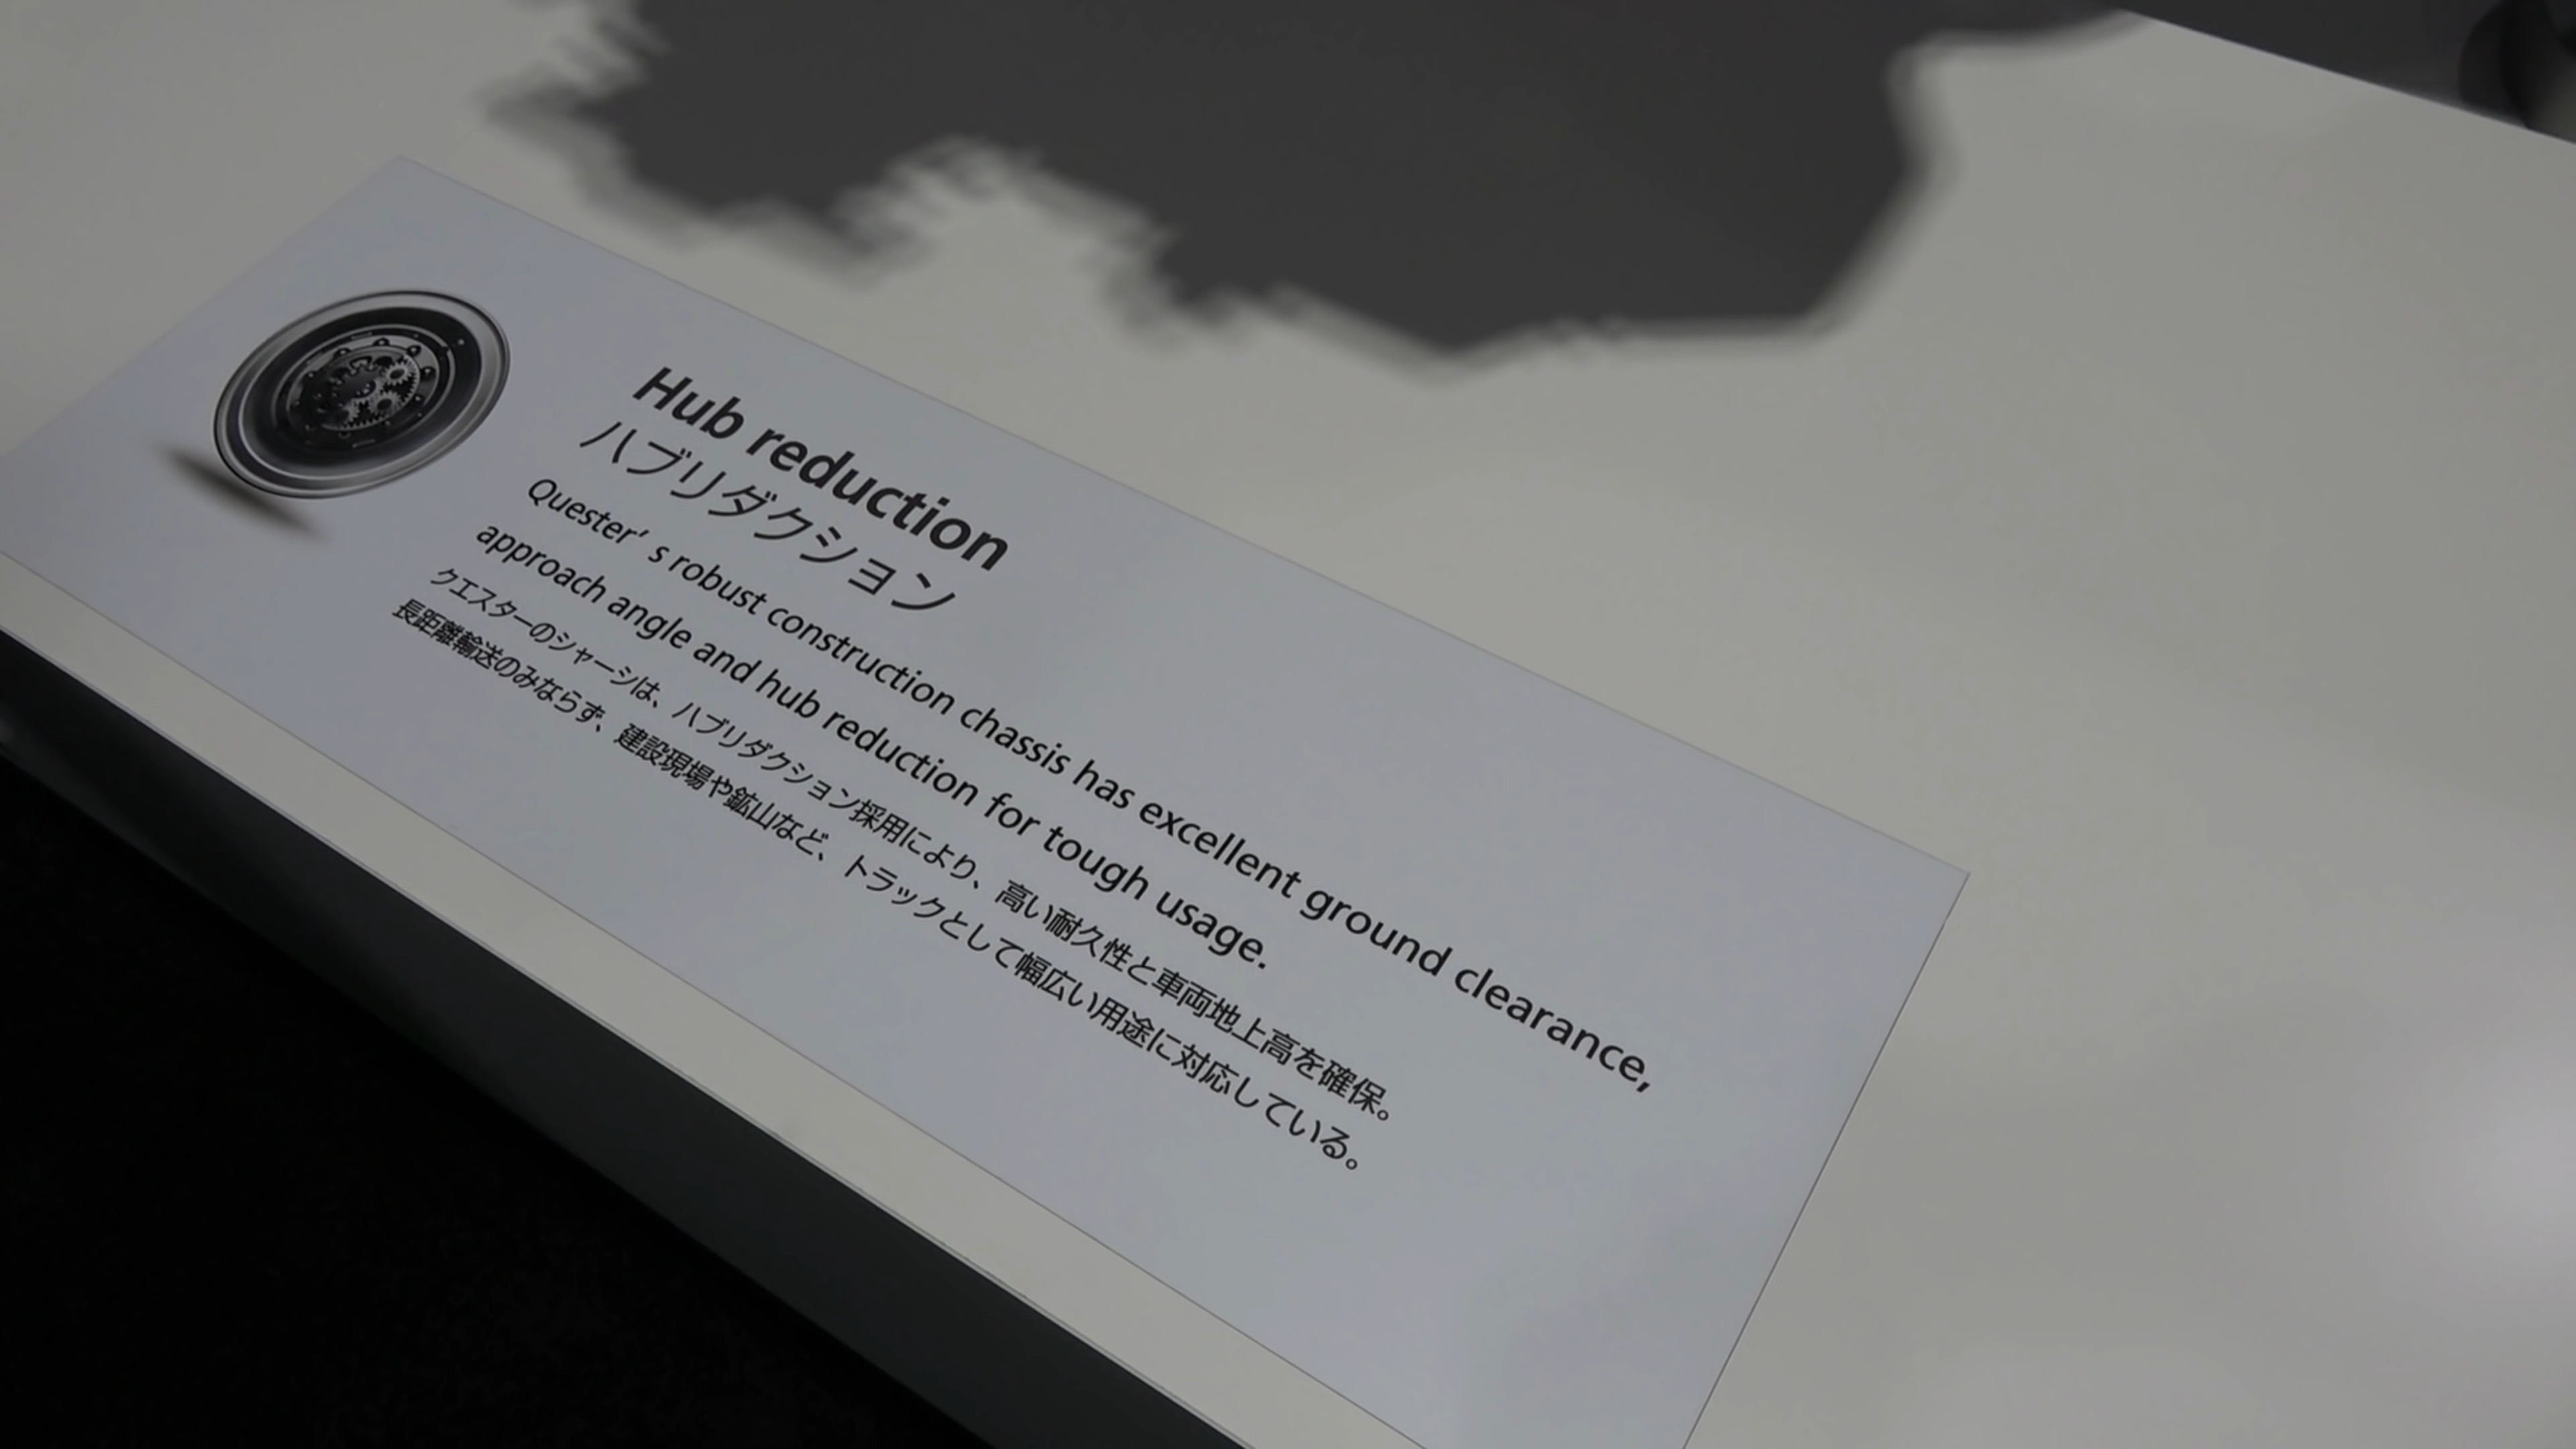 Hub reduction
ハブリダクション
Quester’ s robust construction chassis has excellent ground clearance,
approach angle and hub reduction for tough usage.
クエスターのシャーシは、ハブリダクション採用により、高い耐久性と車両地上高を確保。
長距離輸送のみならず、建設現場や鉱山など、トラックとして幅広い用途に対応している。